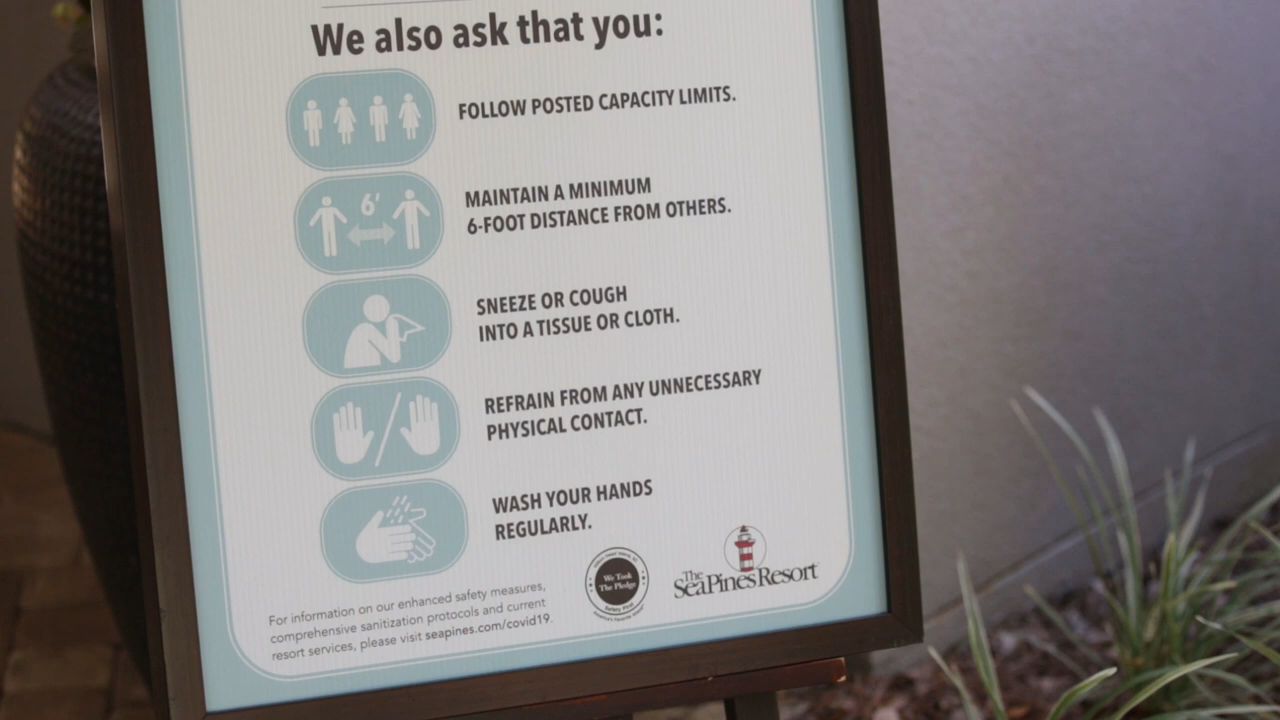 We also ask that you:
FOLLOW POSTED CAPACITY LIMITS.
6'
MAINTAIN A MINIMUM
6-FOOT DISTANCE FROM OTHERS.
SNEEZE OR COUGH
INTO A TISSUE OR CLOTH.
REFRAIN FROM ANY UNNECESSARY
PHYSICAL CONTACT.
WASH YOUR HANDS
REGULARLY.
For information on our enhanced safety measures,
comprehensive sanitization protocols and current
resort services, please visit seapines.com/covid19.
We Took
The Pledge
Safety First
The
Sea Pines Resort